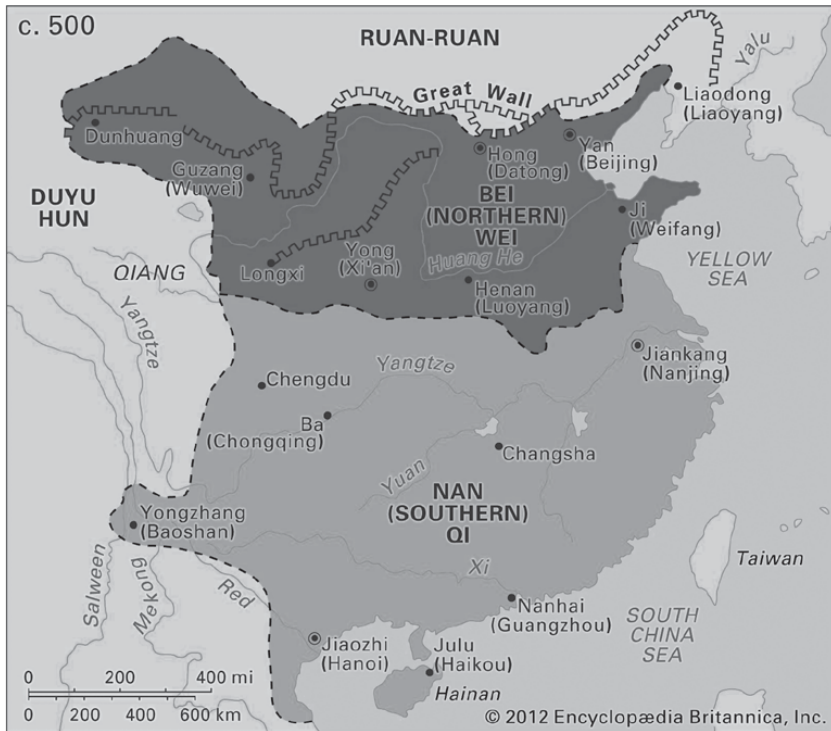 c. 500
RUAN-RUAN
Great Wall
Yalu
Liaodong
(Liaoyang)
Dunhuang
Guzang
(Wuwei)
Hong
(Datong)
Yan
(Beijing)
DUYU
HUN
BEI
(NORTHERN)
WEI
Ji
(Weifang)
QIANG
Longxi
Yong
(Xi'an)
Huang He
Henan
(Luoyang)
YELLOW
SEA
Yangtze
Chengdu
Yangtze
Jiankang
(Nanjing)
Ba
(Chongqing)
Changsha
Yuan
NAN
(SOUTHERN)
QI
Yongzhang
(Baoshan)
Taiwan
Salween
Mekong
Red
Xi
Nanhai
(Guangzhou)
SOUTH
CHINA
SEA
Jiaozhi
(Hanoi)
Julu
(Haikou)
Hainan
0 200 400 mi
0 200 400 600 km
© 2012 Encyclopædia Britannica, Inc.